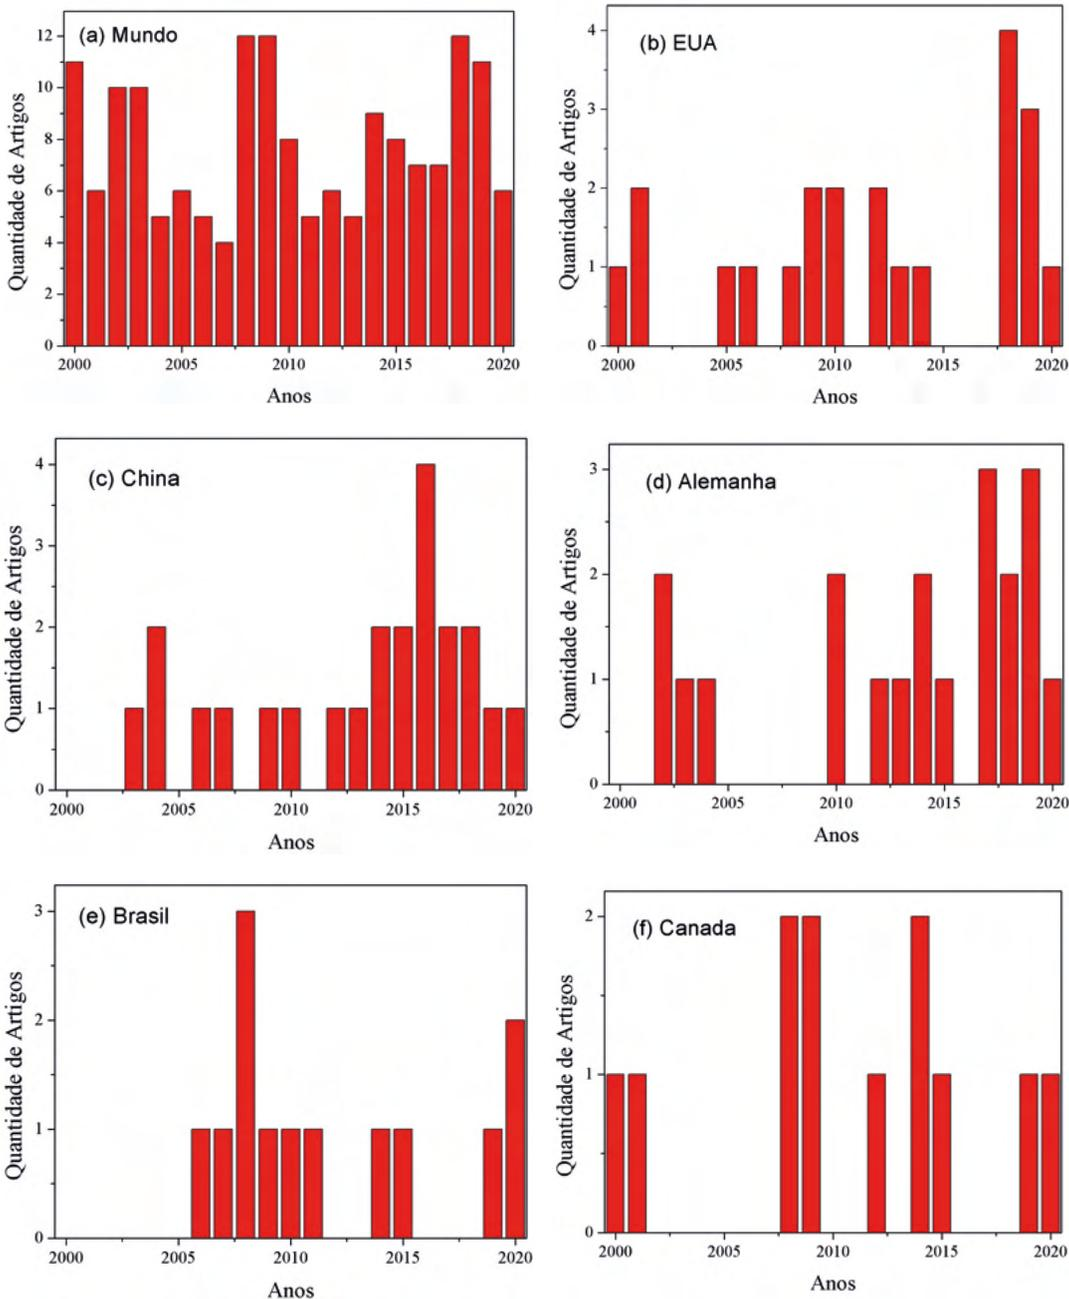 (a) Mundo
Quantidade de Artigos
12
10
8
6
4
2
0
2000 2005 2010 2015 2020
Anos
(b) EUA
Quantidade de Artigos
4
3
2
1
0
2000 2005 2010 2015 2020
Anos
(c) China
Quantidade de Artigos
4
3
2
1
0
2000 2005 2010 2015 2020
Anos
(d) Alemanha
Quantidade de Artigos
3
2
1
0
2000 2005 2010 2015 2020
Anos
(e) Brasil
Quantidade de Artigos
3
2
1
0
2000 2005 2010 2015 2020
Anos
(f) Canada
Quantidade de Artigos
2
1
0
2000 2005 2010 2015 2020
Anos